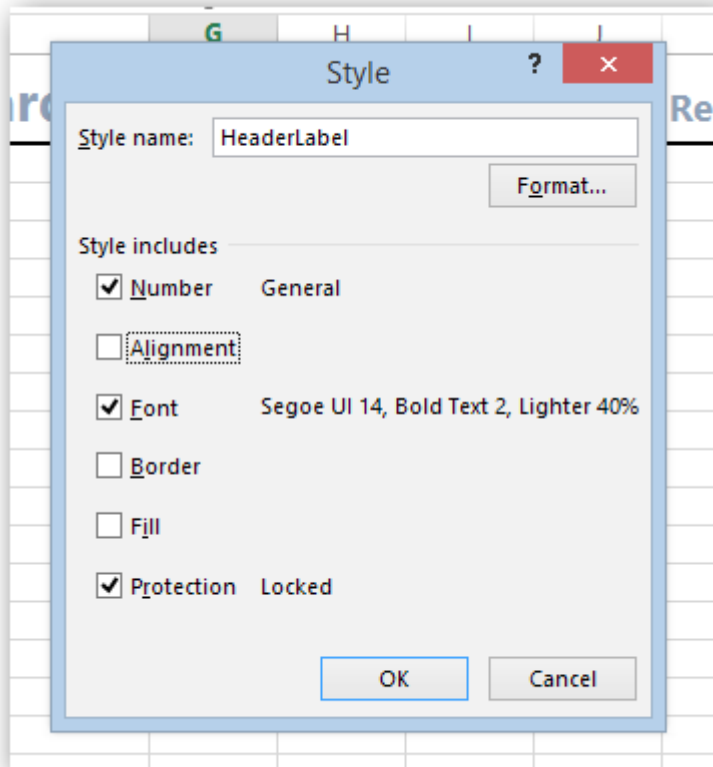 G H I J
Style ?
Re
Style name: HeaderLabel
Format...
Style includes
Number General
Alignment
Font Segoe UI 14, Bold Text 2, Lighter 40%
Border
Fill
Protection Locked
OK Cancel